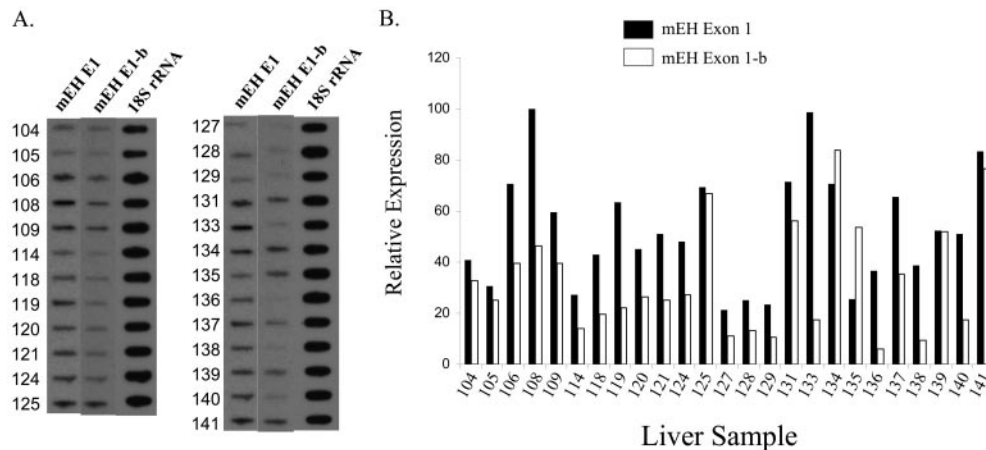 A.
mEH E1
mEH E1-b
18S rRNA
104
105
106
108
109
114
118
119
120
121
124
125
mEH E1
mEH E1-b
18S rRNA
127
128
129
131
133
134
135
136
137
138
139
140
141
B.
mEH Exon 1
mEH Exon 1-b
Relative Expression
120
100
80
60
40
20
0
104 105 106 108 109 114 118 119 120 121 124 125 127 128 129 131 133 134 135 136 137 138 139 140 141
Liver Sample